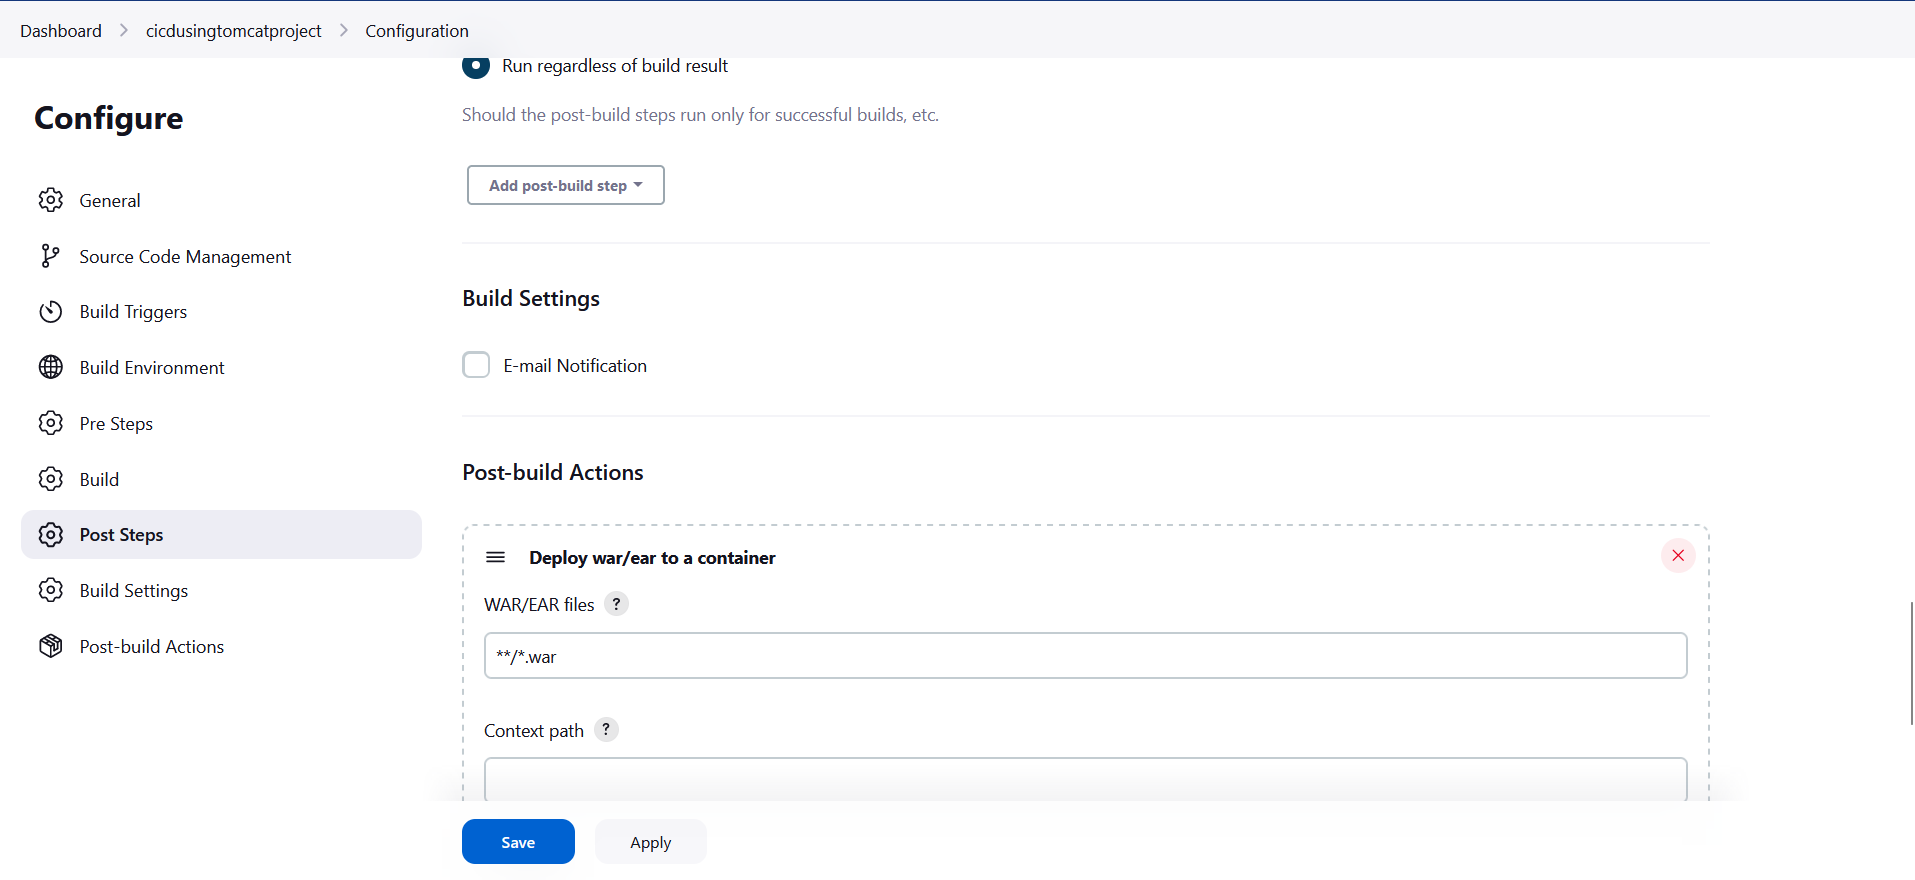 Dashboard > cicdusingtomcatproject > Configuration
Configure
General
Source Code Management
Build Triggers
Build Environment
Pre Steps
Build
Post Steps
Build Settings
Post-build Actions
Run regardless of build result
Should the post-build steps run only for successful builds, etc.
Add post-build step
Build Settings
E-mail Notification
Post-build Actions
Deploy war/ear to a container
WAR/EAR files ?
**/*.war
Context path ?
Save Apply